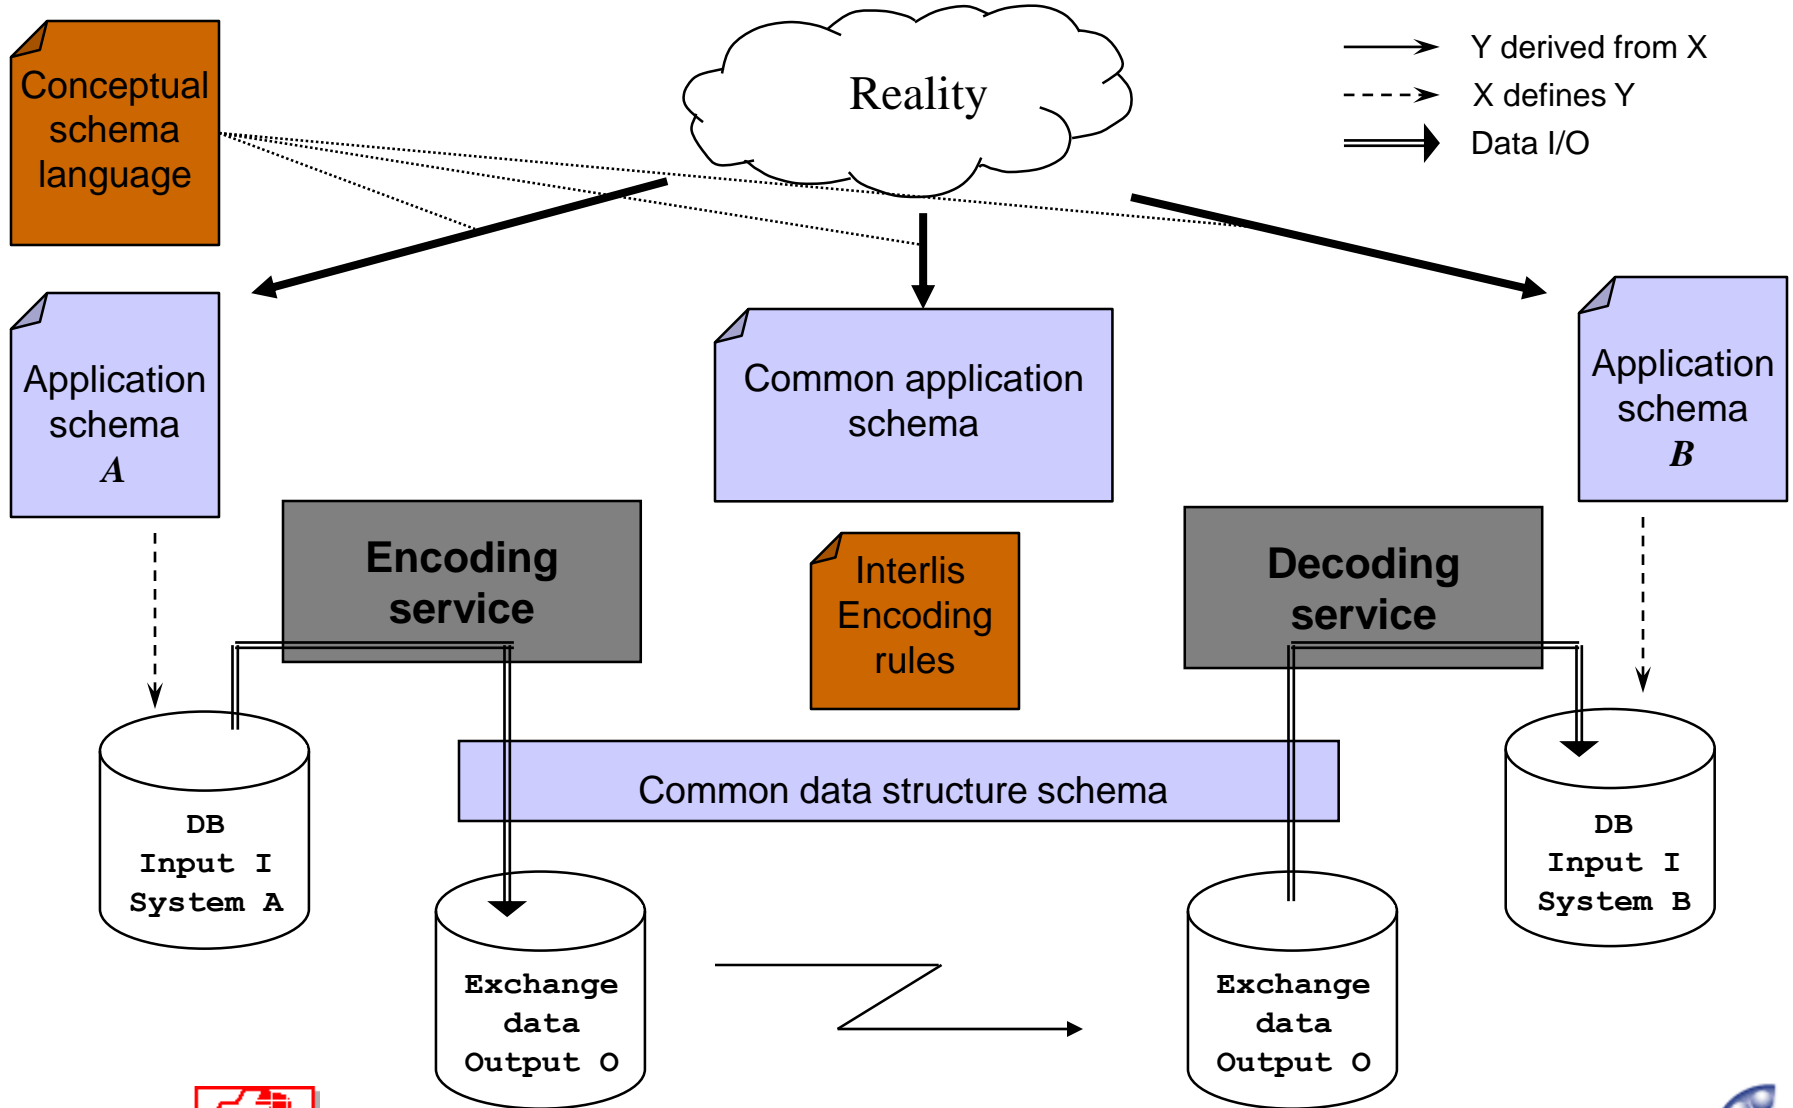 Conceptual
schema
language
Reality
Y derived from X
X defines Y
Data I/O
Application
schema
A
Common application
schema
Application
schema
B
Encoding
service
Interlis
Encoding
rules
Decoding
service
Common data structure schema
DB
Input I
System A
DB
Input I
System B
Exchange
data
Output O
Exchange
data
Output O